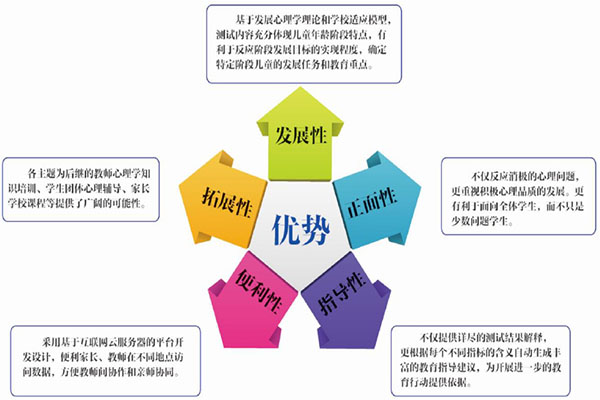 基于发展心理学理论和学校适应模型，
测试内容充分体现儿童年龄阶段特点，有
利于反应阶段发展目标的实现程度，确定
特定阶段儿童的发展任务和教育重点。
发展性
各主题为后继的教师心理学知
识培训、学生团体心理辅导、家长
学校课程等提供了广阔的可能性。
拓展性
正面性
不仅反应消极的心理问题，
更重视积极心理品质的发展。更
有利于面向全体学生，而不只是
少数问题学生。
优势
便利性
指导性
采用基于互联网云服务器的平台开
发设计，便利家长、教师在不同地点访
问数据，方便教师间协作和亲师协同。
不仅提供详尽的测试结果解释，
更根据每个不同指标的含义自动生成丰
富的教育指导建议，为开展进一步的教
育行动提供依据。